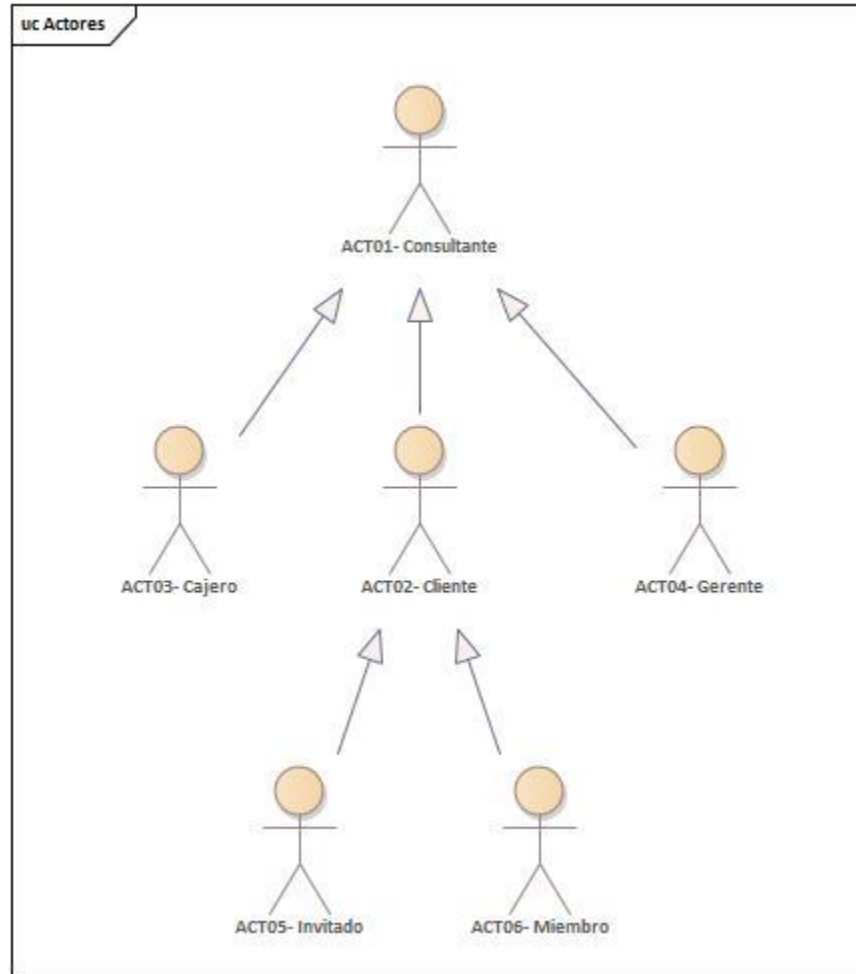 uc Actores
ACT01- Consultante
ACT03- Cajero
ACT02- Cliente
ACT04- Gerente
ACT05- Invitado
ACT06- Miembro